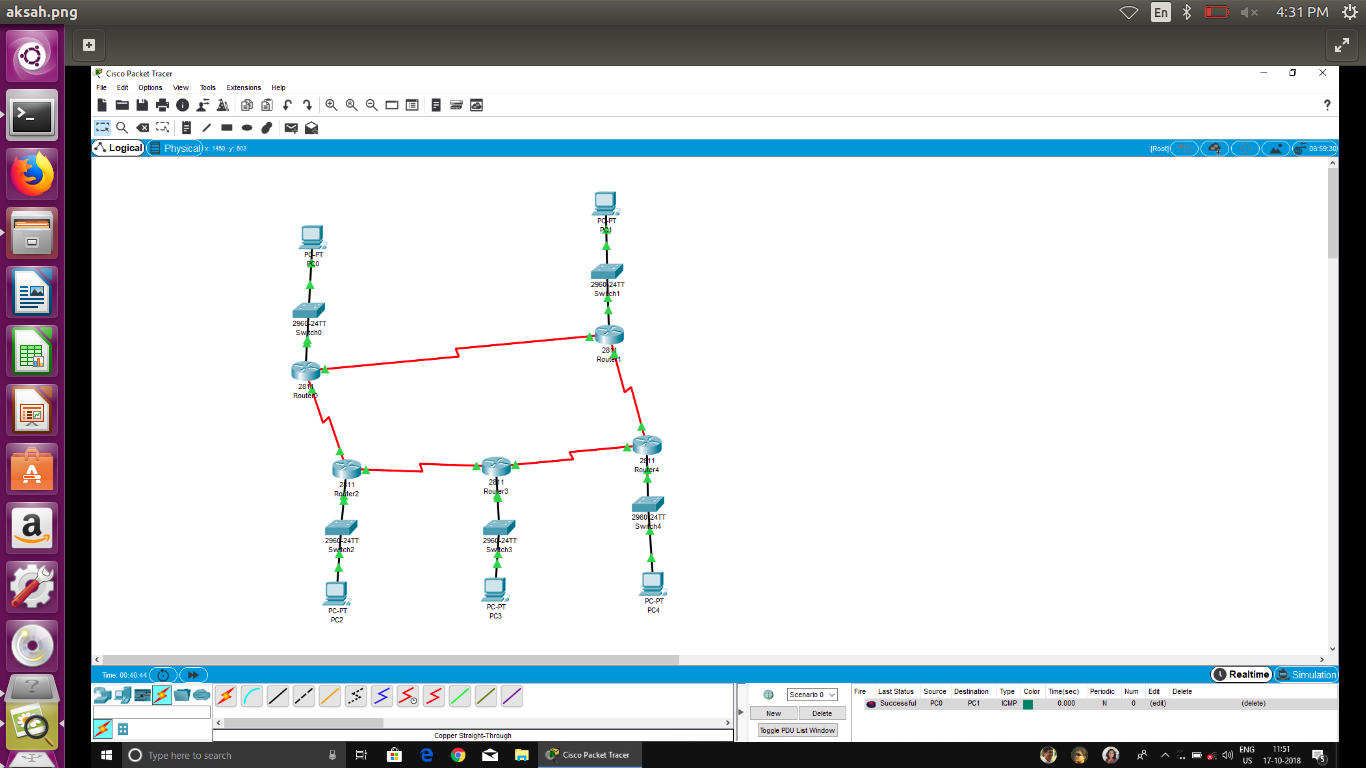 aksah.png
En
4:31 PM
Cisco Packet Tracer
File Edit Options View Tools Extensions Help
?
Logical
Physical
x: 1480, y: 803
[Root]
08:59:30
PC-PT
PC1
PC-PT
PC0
2960-24TT
Switch1
2960-24TT
Switch0
2811
Router1
2811
Router0
2811
Router4
2811
Router2
2811
Router3
2960-24TT
Switch4
2960-24TT
Switch2
2960-24TT
Switch3
PC-PT
PC2
PC-PT
PC3
PC-PT
PC4
Time: 00:40:44
Realtime
Simulation
Scenario 0
New
Delete
Toggle PDU List Window
Fire Last Status Source Destination Type Color Time(sec) Periodic Num Edit Delete
Successful PC0 PC1 ICMP 0.000 N 0 (edit) (delete)
Copper Straight-Through
Type here to search
Cisco Packet Tracer
ENG
US
11:51
17-10-2018
5